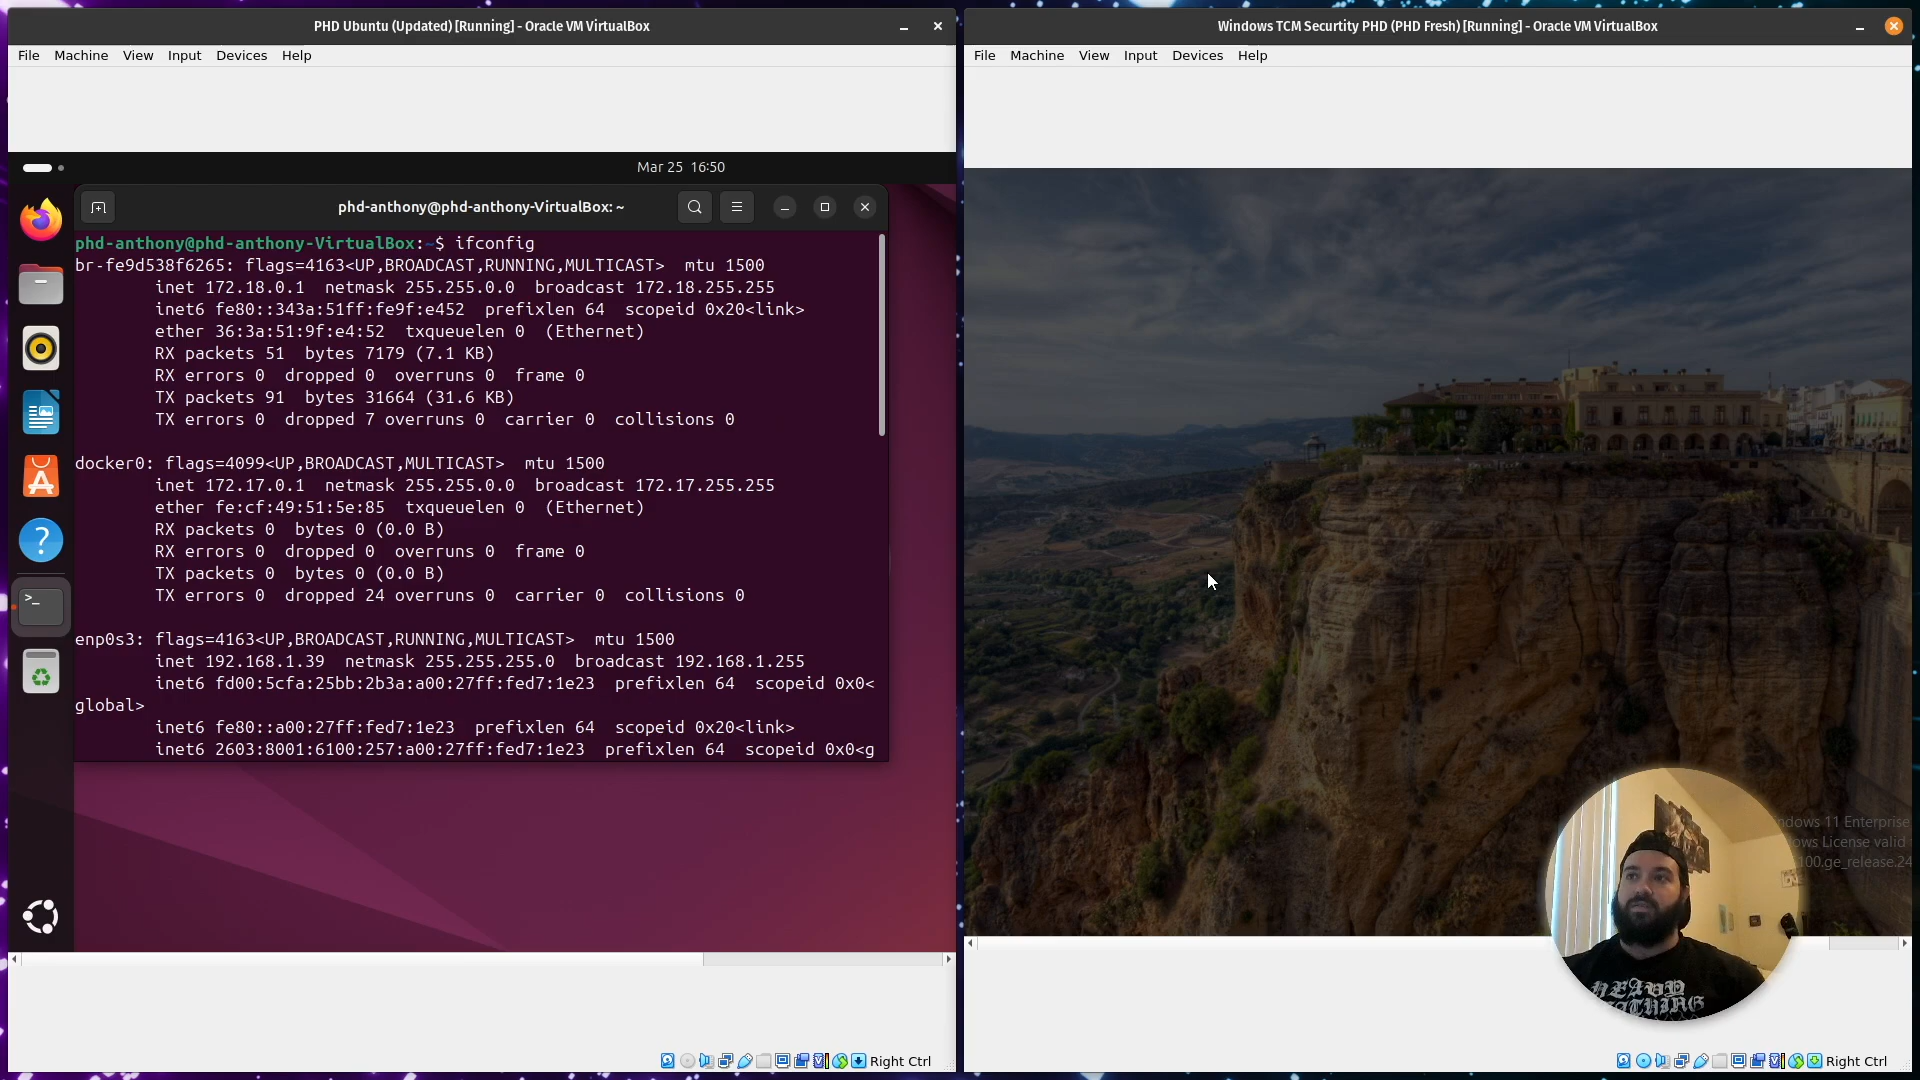 PHD Ubuntu (Updated) [Running] - Oracle VM VirtualBox
File Machine View Input Devices Help
Mar 25 16:50
phd-anthony@phd-anthony-VirtualBox: ~
phd-anthony@phd-anthony-VirtualBox:~$ ifconfig
br-fe9d538f6265: flags=4163<UP,BROADCAST,RUNNING,MULTICAST> mtu 1500
inet 172.18.0.1 netmask 255.255.0.0 broadcast 172.18.255.255
inet6 fe80::343a:51ff:fe9f:e452 prefixlen 64 scopeid 0x20<link>
ether 36:3a:51:9f:e4:52 txqueuelen 0 (Ethernet)
RX packets 51 bytes 7179 (7.1 KB)
RX errors 0 dropped 0 overruns 0 frame 0
TX packets 91 bytes 31664 (31.6 KB)
TX errors 0 dropped 7 overruns 0 carrier 0 collisions 0
docker0: flags=4099<UP,BROADCAST,MULTICAST> mtu 1500
inet 172.17.0.1 netmask 255.255.0.0 broadcast 172.17.255.255
ether fe:cf:49:51:5e:85 txqueuelen 0 (Ethernet)
RX packets 0 bytes 0 (0.0 B)
RX errors 0 dropped 0 overruns 0 frame 0
TX packets 0 bytes 0 (0.0 B)
TX errors 0 dropped 24 overruns 0 carrier 0 collisions 0
enp0s3: flags=4163<UP,BROADCAST,RUNNING,MULTICAST> mtu 1500
inet 192.168.1.39 netmask 255.255.255.0 broadcast 192.168.1.255
inet6 fd00:5cfa:25bb:2b3a:a00:27ff:fed7:1e23 prefixlen 64 scopeid 0x0<
global>
inet6 fe80::a00:27ff:fed7:1e23 prefixlen 64 scopeid 0x20<link>
inet6 2603:8001:6100:257:a00:27ff:fed7:1e23 prefixlen 64 scopeid 0x0<g
Right Ctrl
Windows TCM Securtity PHD (PHD Fresh) [Running] - Oracle VM VirtualBox
File Machine View Input Devices Help
ndows 11 Enterprise
ows License valid
100.ge_release.24
HEAVY
Right Ctrl